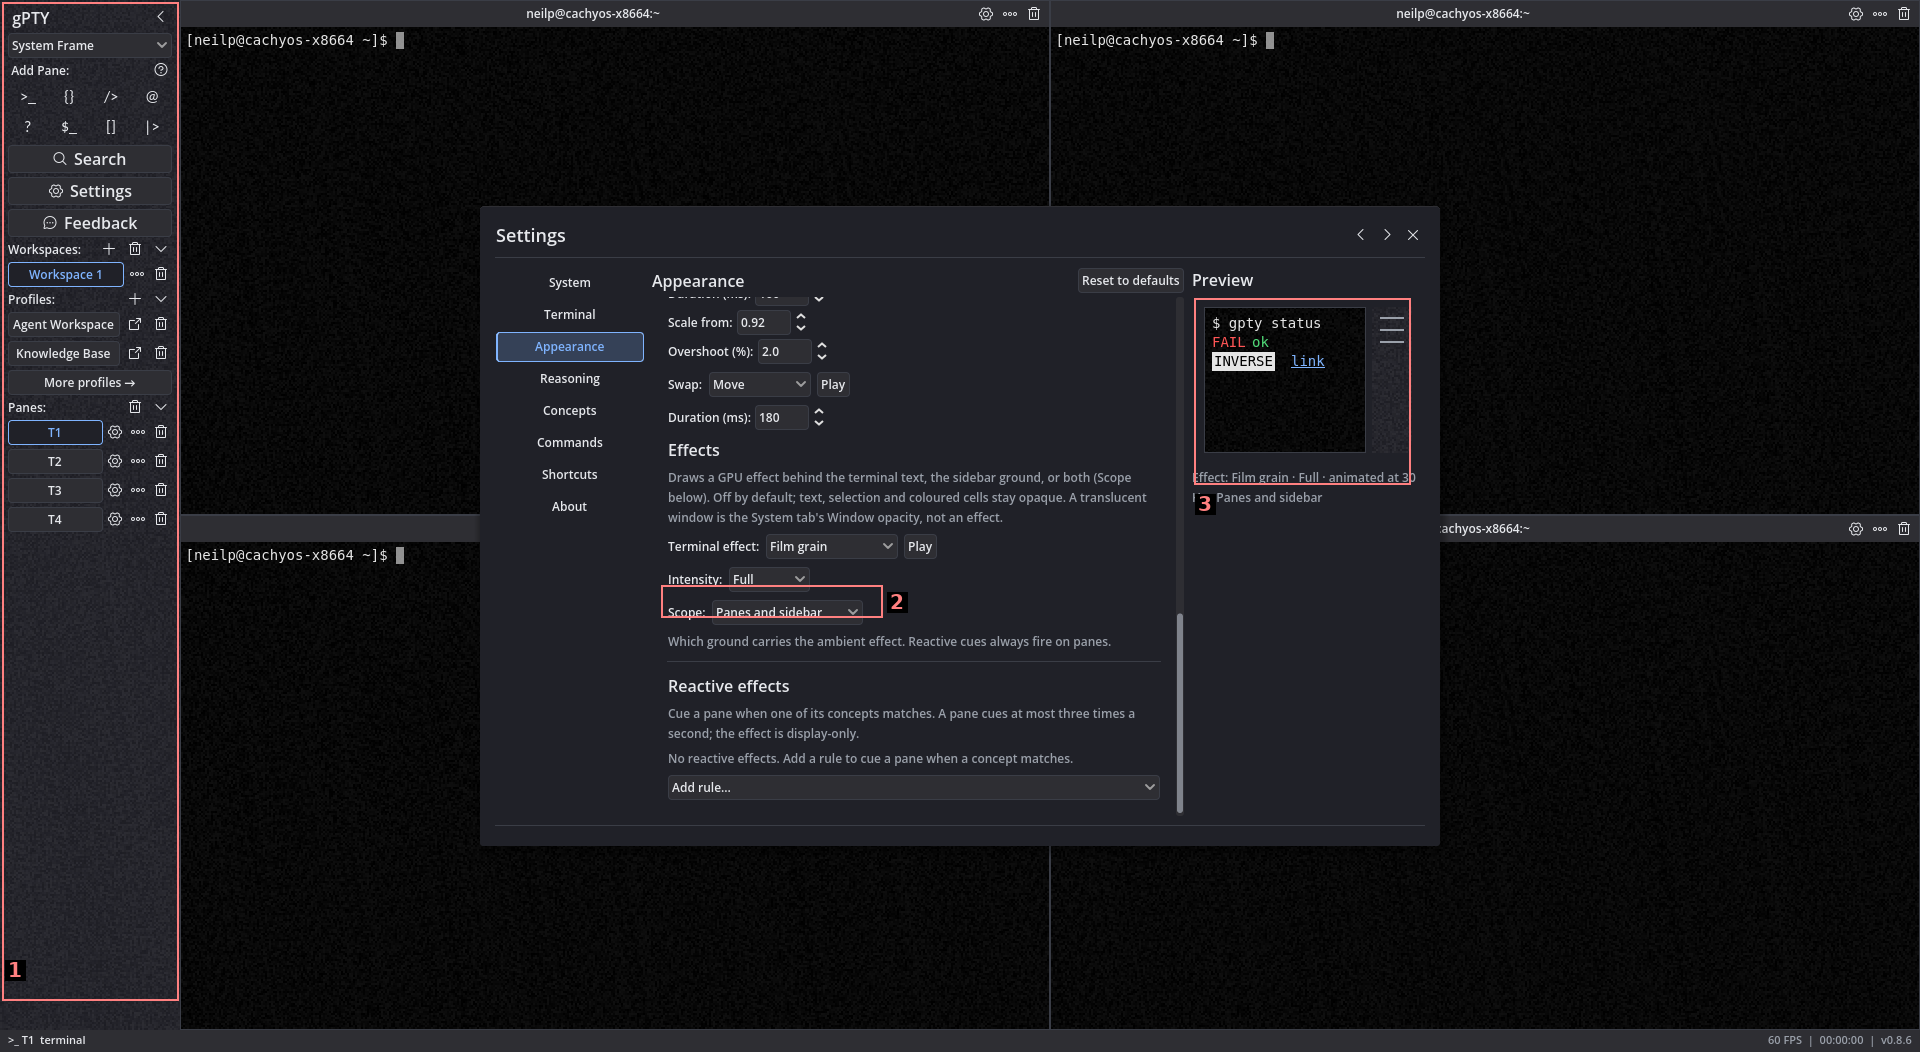 gPTY
System Frame
Add Pane:
>_ {} /> @
? $_ [] |>
Search
Settings
Feedback
Workspaces:
Workspace 1
Profiles:
Agent Workspace
Knowledge Base
More profiles →
Panes:
T1
T2
T3
T4
1
neilp@cachyos-x8664:~
[neilp@cachyos-x8664 ~]$
neilp@cachyos-x8664:~
[neilp@cachyos-x8664 ~]$
[neilp@cachyos-x8664 ~]$
achyos-x8664:~
Settings
System
Terminal
Appearance
Reasoning
Concepts
Commands
Shortcuts
About
Appearance
Reset to defaults
Duration (ms):
Scale from: 0.92
Overshoot (%): 2.0
Swap: Move Play
Duration (ms): 180
Effects
Draws a GPU effect behind the terminal text, the sidebar ground, or both (Scope
below). Off by default; text, selection and coloured cells stay opaque. A translucent
window is the System tab's Window opacity, not an effect.
Terminal effect: Film grain Play
Intensity: Full
Scope: Panes and sidebar
2
Which ground carries the ambient effect. Reactive cues always fire on panes.
Reactive effects
Cue a pane when one of its concepts matches. A pane cues at most three times a
second; the effect is display-only.
No reactive effects. Add a rule to cue a pane when a concept matches.
Add rule...
Preview
$ gpty status
FAIL ok
INVERSE link
Effect: Film grain · Full · animated at 30
Panes and sidebar
3
>_ T1 terminal
60 FPS | 00:00:00 | v0.8.6